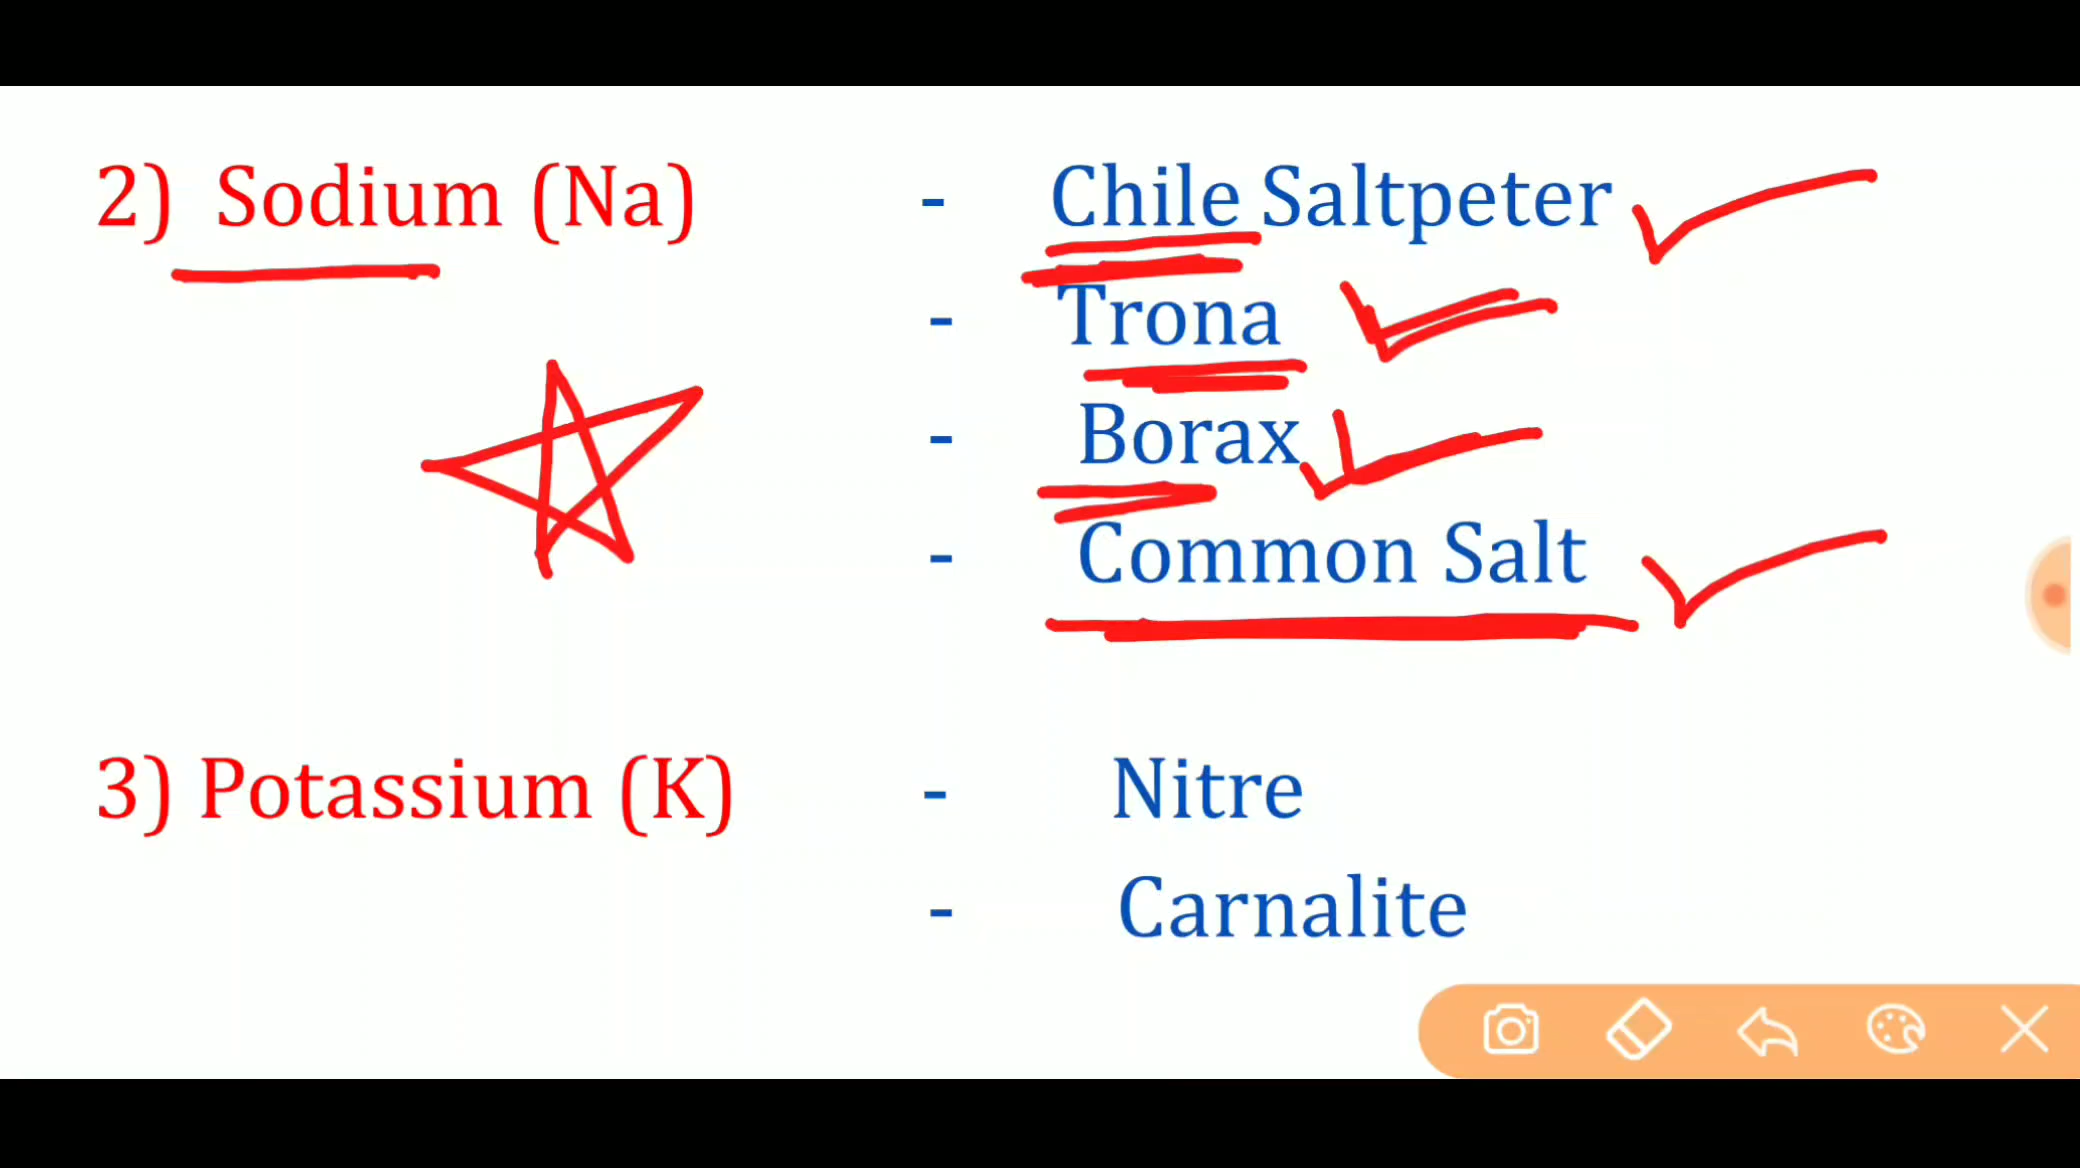 2) Sodium (Na) - Chile Saltpeter
- Trona
- Borax
- Common Salt
3) Potassium (K) - Nitre
- Carnalite